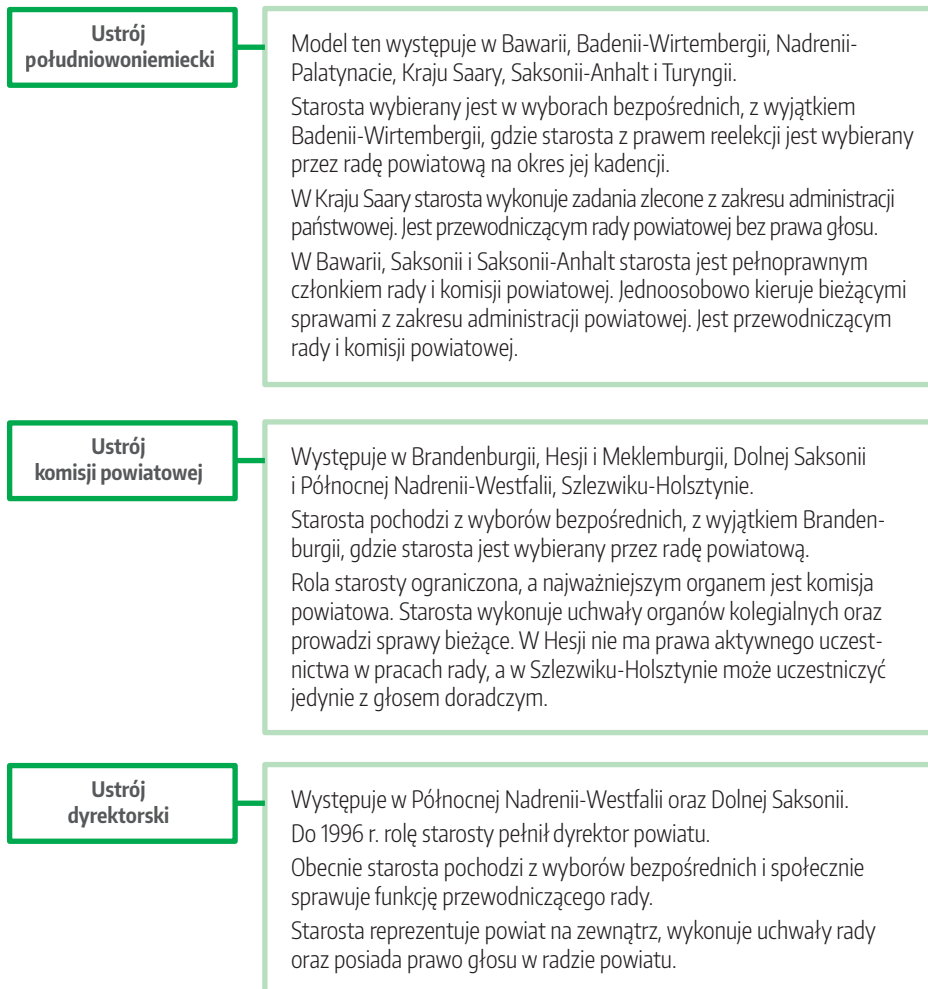 Ustrój
południowoniemiecki
Model ten występuje w Bawarii, Badenii-Wirtembergii, Nadrenii-
Palatynacie, Kraju Saary, Saksonii-Anhalt i Turyngii.
Starosta wybierany jest w wyborach bezpośrednich, z wyjątkiem
Badenii-Wirtembergii, gdzie starosta z prawem reelekcji jest wybierany
przez radę powiatową na okres jej kadencji.
W Kraju Saary starosta wykonuje zadania zlecone z zakresu administracji
państwowej. Jest przewodniczącym rady powiatowej bez prawa głosu.
W Bawarii, Saksonii i Saksonii-Anhalt starosta jest pełnoprawnym
członkiem rady i komisji powiatowej. Jednoosobowo kieruje bieżącymi
sprawami z zakresu administracji powiatowej. Jest przewodniczącym
rady i komisji powiatowej.
Ustrój
komisji powiatowej
Występuje w Brandenburgii, Hesji i Meklemburgii, Dolnej Saksonii
i Północnej Nadrenii-Westfalii, Szlezwiku-Holsztynie.
Starosta pochodzi z wyborów bezpośrednich, z wyjątkiem Branden-
burgii, gdzie starosta jest wybierany przez radę powiatową.
Rola starosty ograniczona, a najważniejszym organem jest komisja
powiatowa. Starosta wykonuje uchwały organów kolegialnych oraz
prowadzi sprawy bieżące. W Hesji nie ma prawa aktywnego uczest-
nictwa w pracach rady, a w Szlezwiku-Holsztynie może uczestniczyć
jedynie z głosem doradczym.
Ustrój
dyrektorski
Występuje w Północnej Nadrenii-Westfalii oraz Dolnej Saksonii.
Do 1996 r. rolę starosty pełnił dyrektor powiatu.
Obecnie starosta pochodzi z wyborów bezpośrednich i społecznie
sprawuje funkcję przewodniczącego rady.
Starosta reprezentuje powiat na zewnątrz, wykonuje uchwały rady
oraz posiada prawo głosu w radzie powiatu.